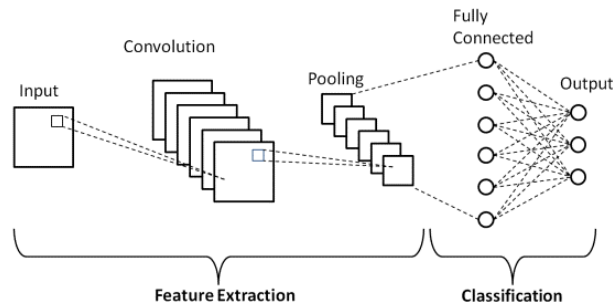 Input
Convolution
Pooling
Fully
Connected
Output
Feature Extraction
Classification